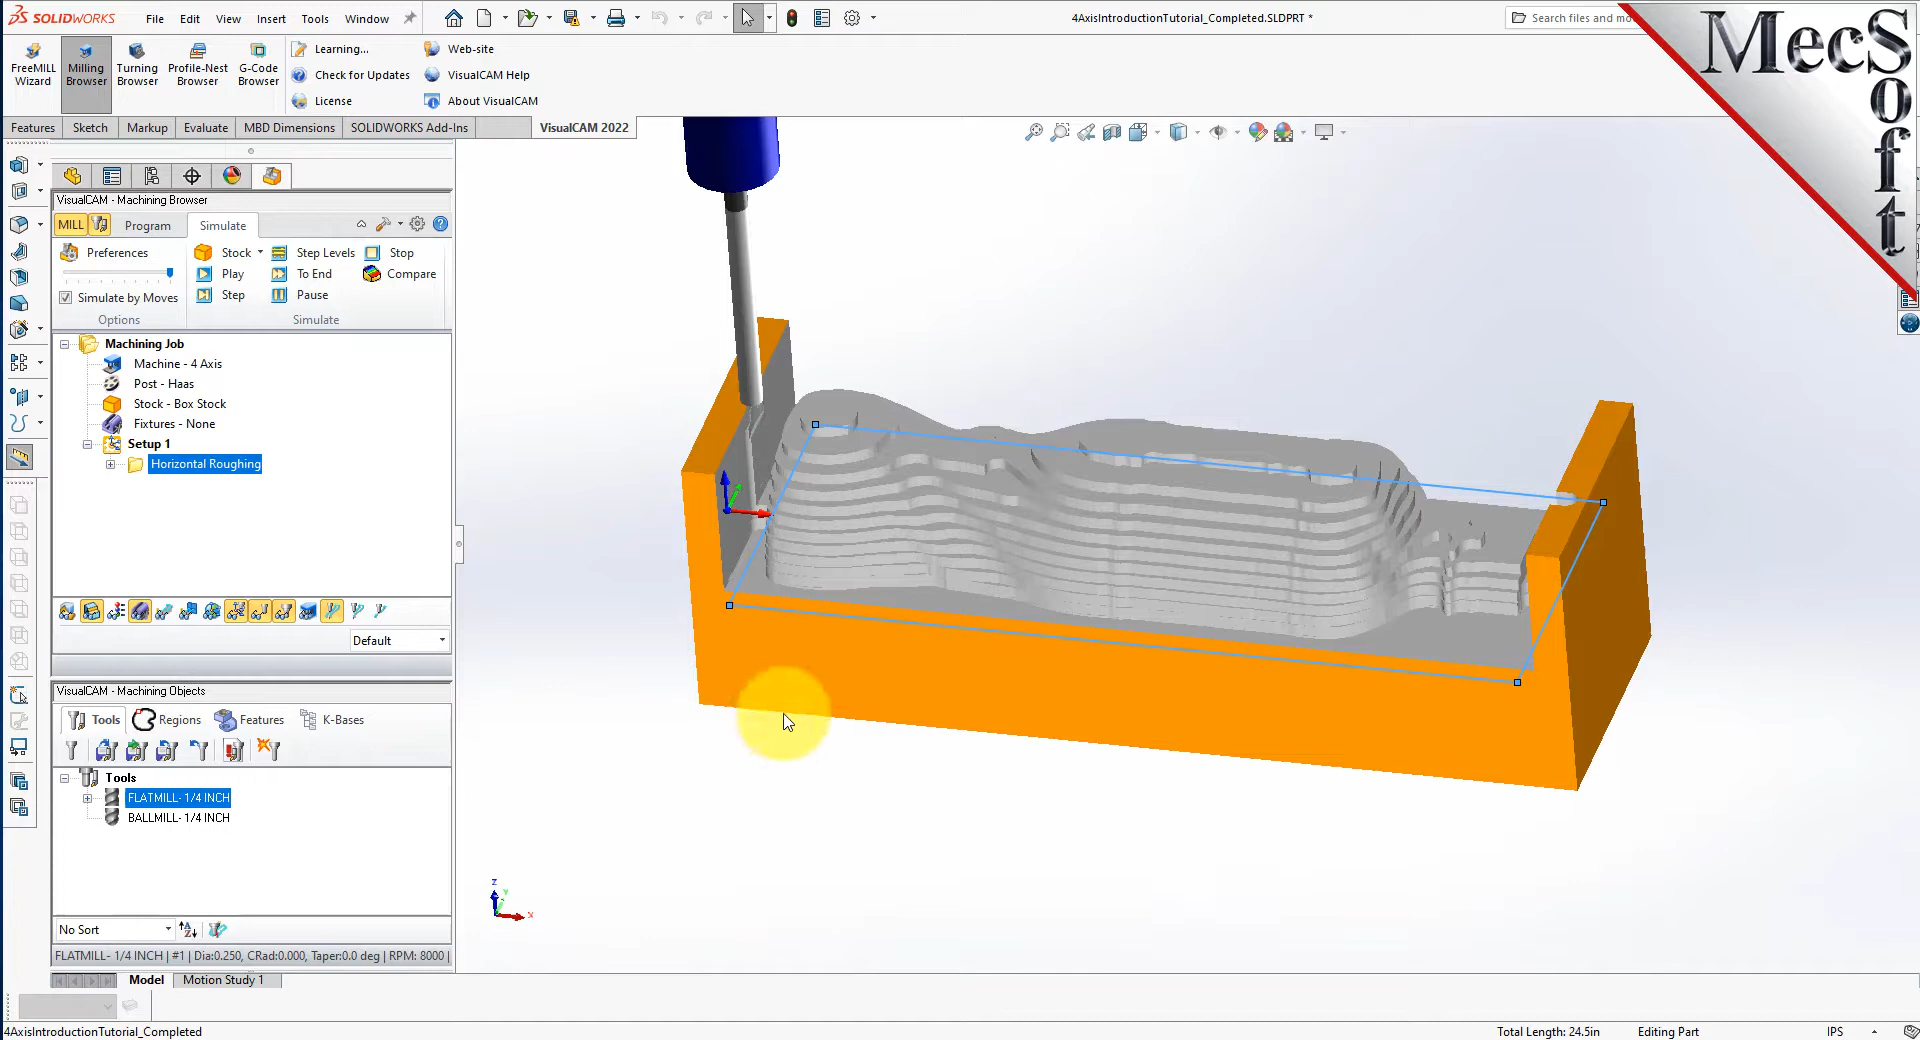 SOLIDWORKS File Edit View Insert Tools Window
4AxisIntroductionTutorial_Completed.SLDPRT *
Search files and mo
MecSoft
FreeMILL Wizard
Milling Browser
Turning Browser
Profile-Nest Browser
G-Code Browser
Learning...
Check for Updates
License
Web-site
VisualCAM Help
About VisualCAM
Features Sketch Markup Evaluate MBD Dimensions SOLIDWORKS Add-Ins VisualCAM 2022
VisualCAM - Machining Browser
MILL Program Simulate
Preferences Stock Step Levels Stop
Play To End Compare
Simulate by Moves Step Pause
Options Simulate
Machining Job
Machine - 4 Axis
Post - Haas
Stock - Box Stock
Fixtures - None
Setup 1
Horizontal Roughing
Default
VisualCAM - Machining Objects
Tools Regions Features K-Bases
Tools
FLATMILL- 1/4 INCH
BALLMILL- 1/4 INCH
Z
Y
X
No Sort
FLATMILL- 1/4 INCH | #1 | Dia:0.250, CRad:0.000, Taper:0.0 deg | RPM: 8000 |
Model Motion Study 1
4AxisIntroductionTutorial_Completed Total Length: 24.5in Editing Part IPS